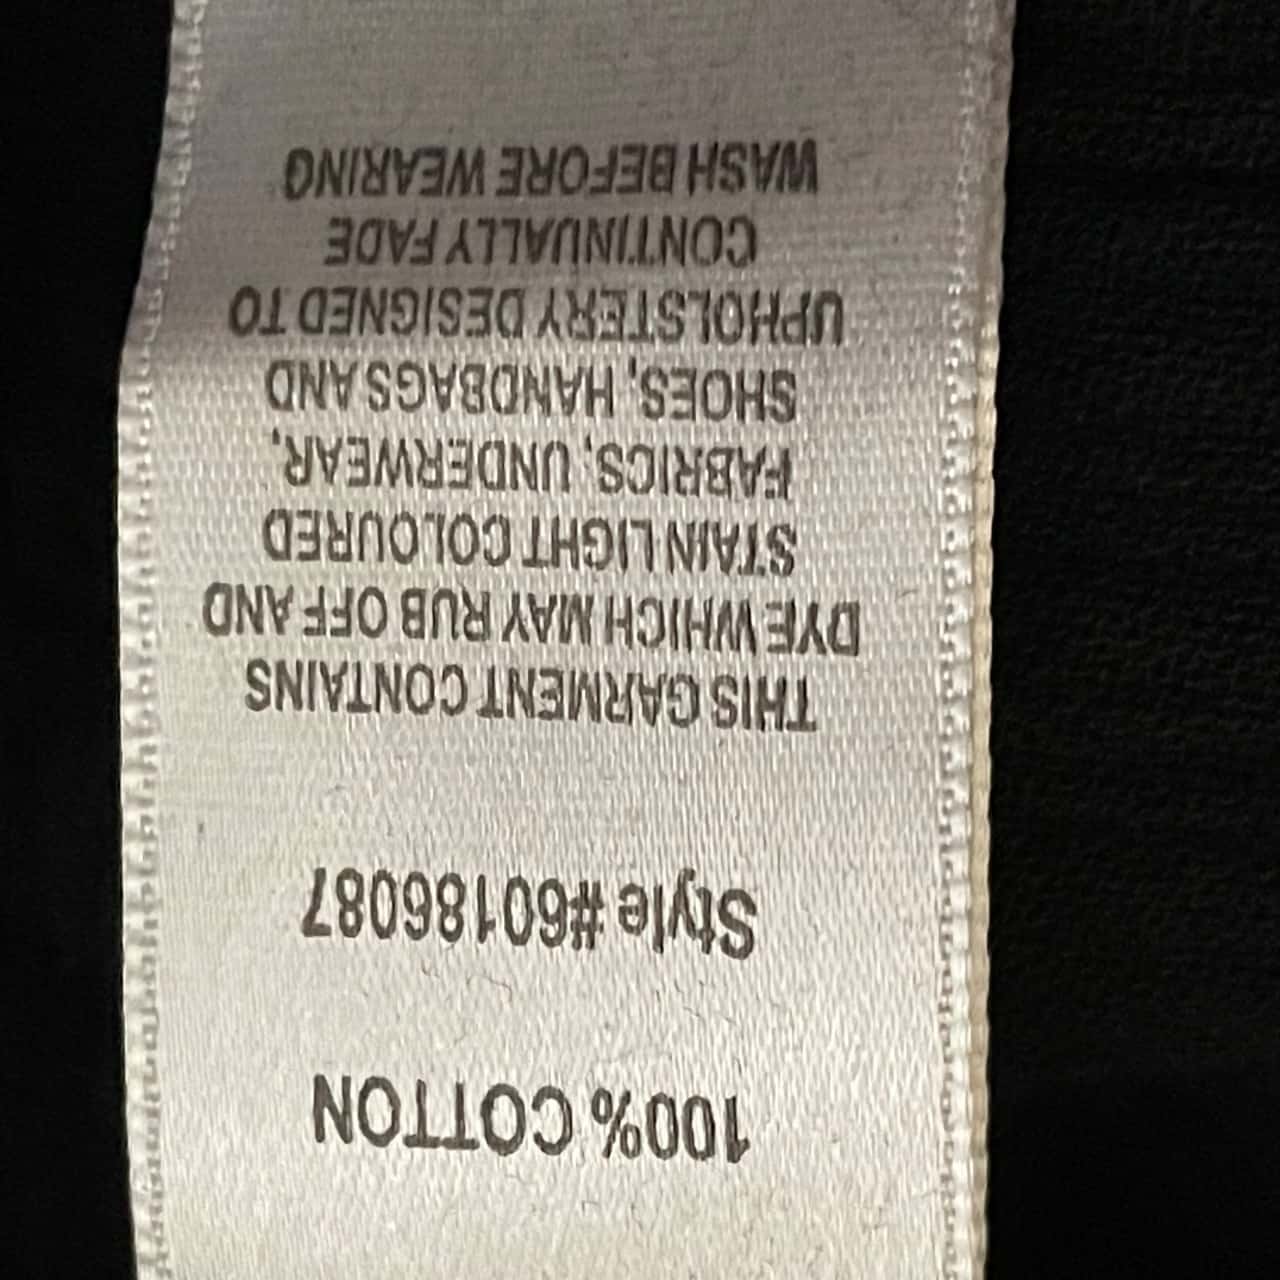 100% COTTON
Style #60186087
THIS GARMENT CONTAINS
DYE WHICH MAY RUB OFF AND
STAIN LIGHT COLOURED
FABRICS, UNDERWEAR,
SHOES, HANDBAGS AND
UPHOLSTERY DESIGNED TO
CONTINUALLY FADE
WASH BEFORE WEARING